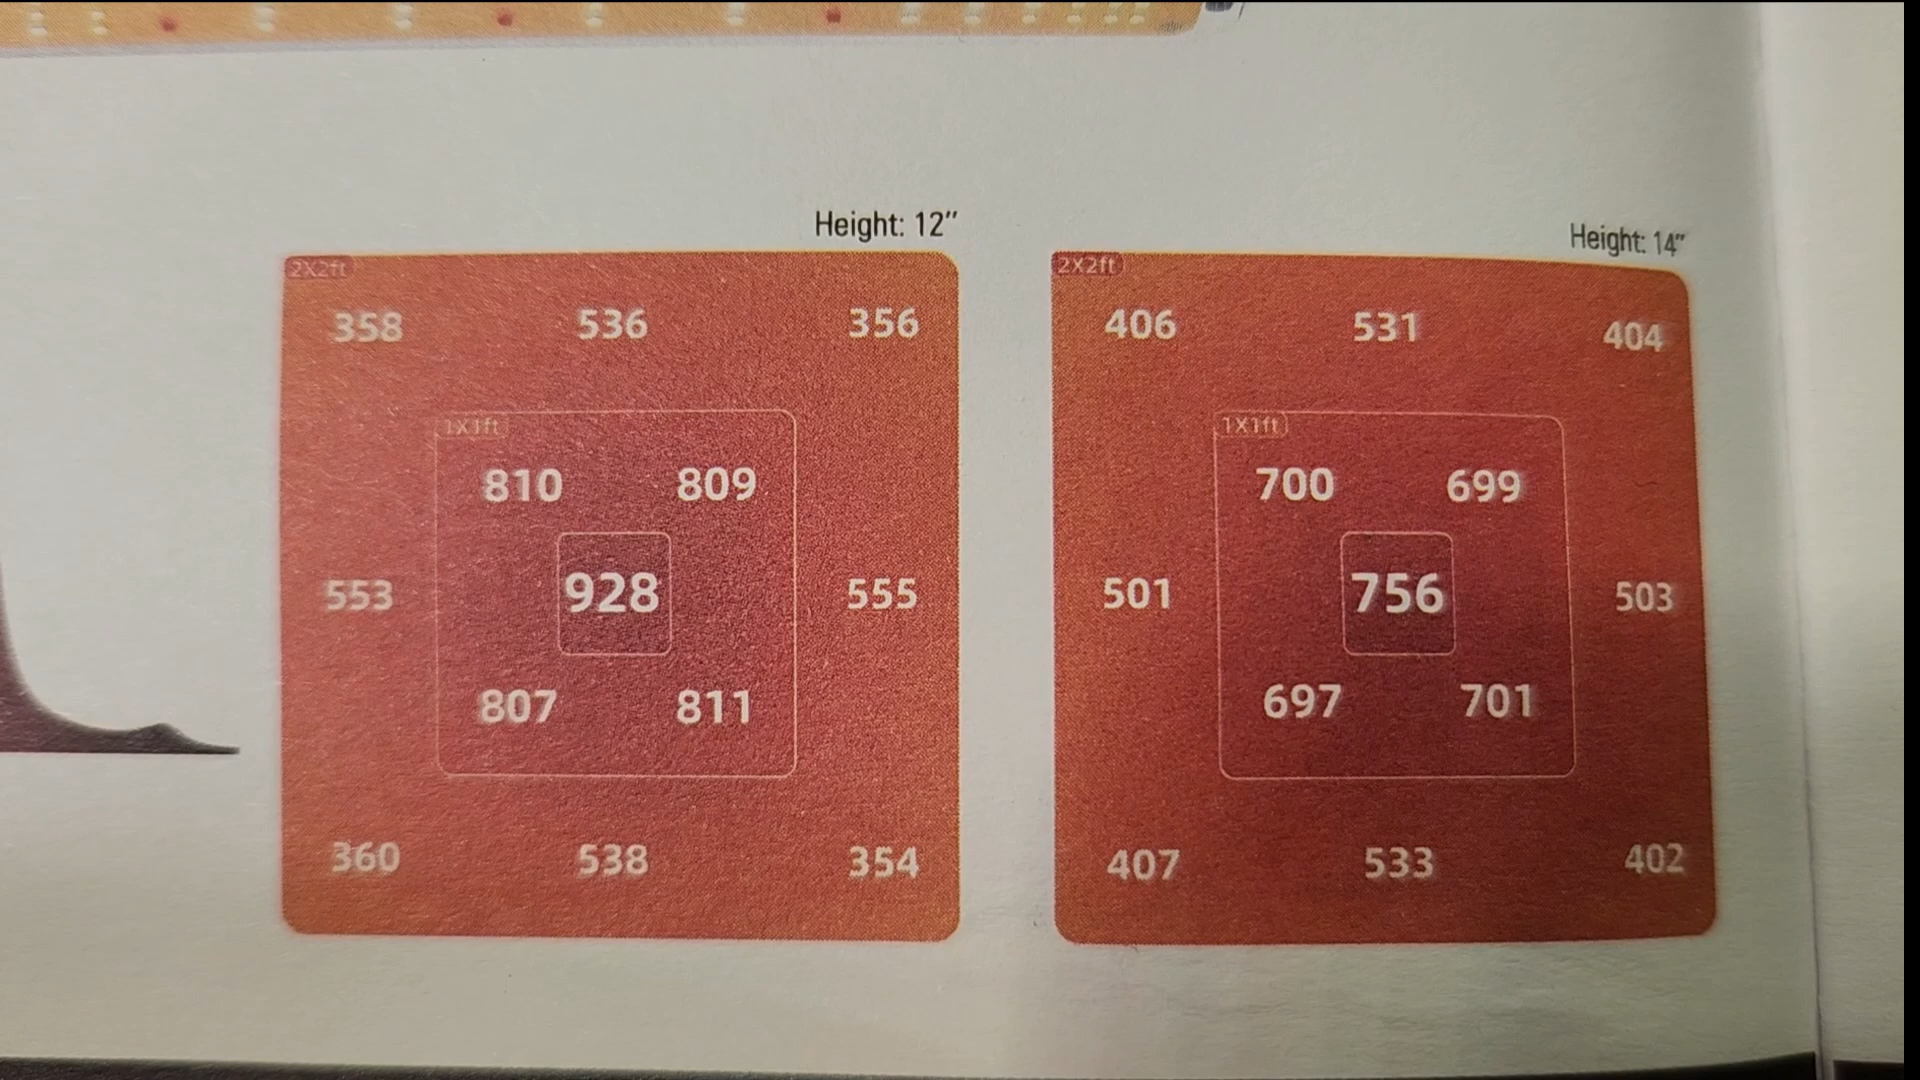 Height: 12"
2X2ft
358 536 356
1X1ft
810 809
553 928 555
807 811
360 538 354
Height: 14"
2X2ft
406 531 404
1X1ft
700 699
501 756 503
697 701
407 533 402